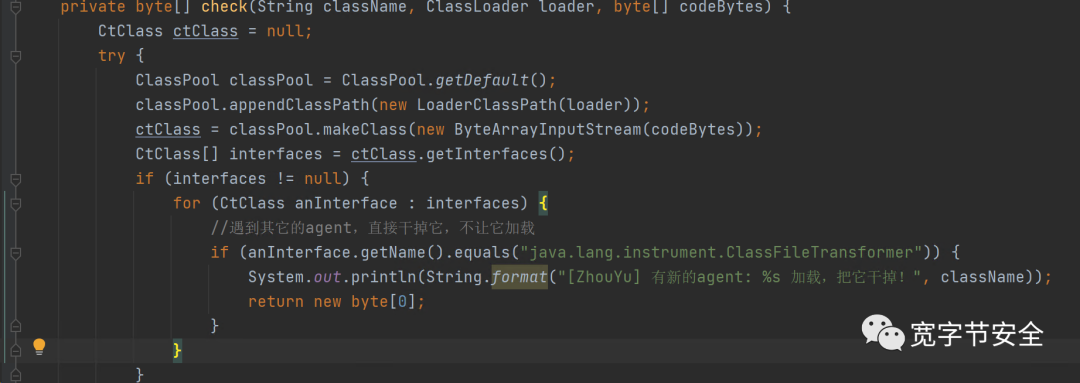 private byte[] check(String className, ClassLoader loader, byte[] codeBytes) {
CtClass ctClass = null;
try {
ClassPool classPool = ClassPool.getDefault();
classPool.appendClassPath(new LoaderClassPath(loader));
ctClass = classPool.makeClass(new ByteArrayInputStream(codeBytes));
CtClass[] interfaces = ctClass.getInterfaces();
if (interfaces != null) {
for (CtClass anInterface : interfaces) {
//遇到其它的agent，直接干掉它，不让它加载
if (anInterface.getName().equals("java.lang.instrument.ClassFileTransformer")) {
System.out.println(String.format("[ZhouYu] 有新的agent: %s 加载，把它干掉！", className));
return new byte[0];
}
}
}
宽字节安全